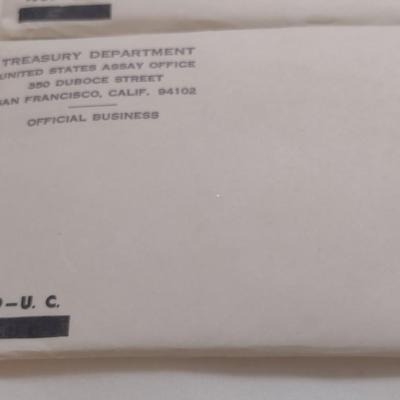 TREASURY DEPARTMENT
UNITED STATES ASSAY OFFICE
350 DUBOCE STREET
SAN FRANCISCO, CALIF. 94102
OFFICIAL BUSINESS
–U. C.